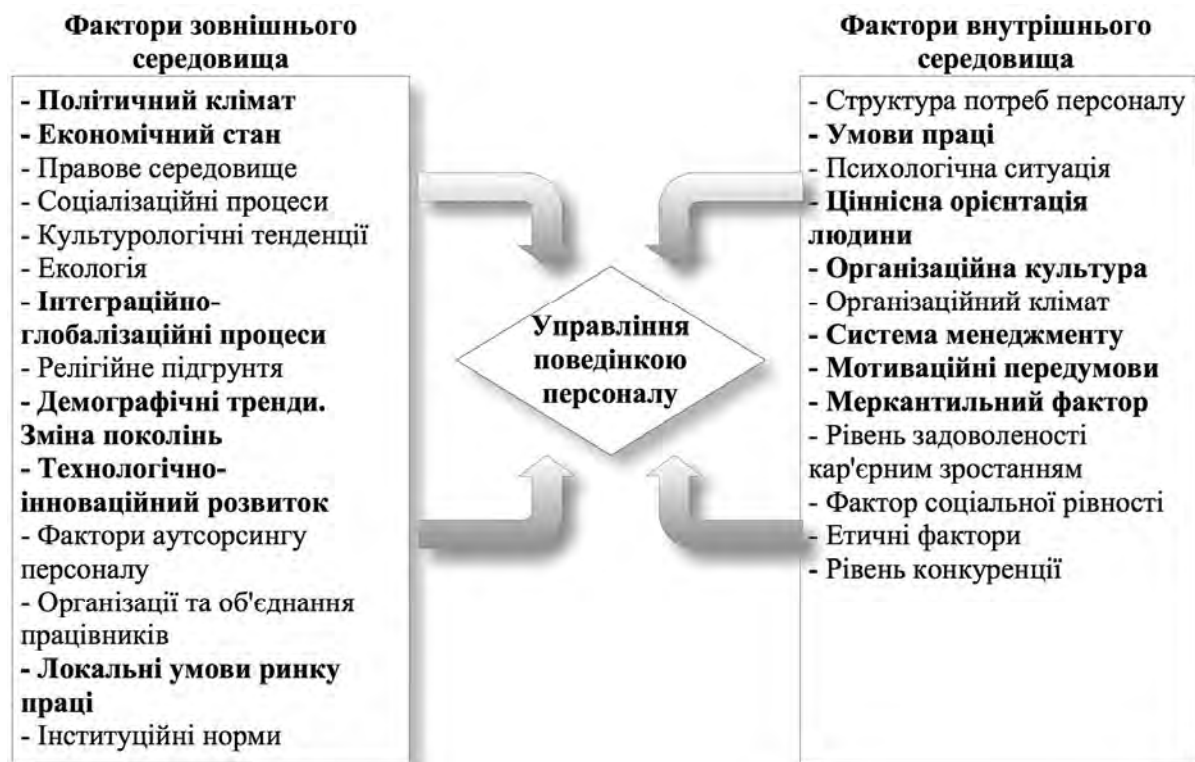 Фактори зовнішнього
середовища
- Політичний клімат
- Економічний стан
- Правове середовище
- Соціалізаційні процеси
- Культурологічні тенденції
- Екологія
- Інтеграційно-
глобалізаційні процеси
- Релігійне підгрунтя
- Демографічні тренди.
Зміна поколінь
- Технологічно-
інноваційний розвиток
- Фактори аутсорсингу
персоналу
- Організації та об'єднання
працівників
- Локальні умови ринку
праці
- Інституційні норми
Управління
поведінкою
персоналу
Фактори внутрішнього
середовища
- Структура потреб персоналу
- Умови праці
- Психологічна ситуація
- Ціннісна орієнтація
людини
- Організаційна культура
- Організаційний клімат
- Система менеджменту
- Мотиваційні передумови
- Меркантильний фактор
- Рівень задоволеності
кар'єрним зростанням
- Фактор соціальної рівності
- Етичні фактори
- Рівень конкуренції